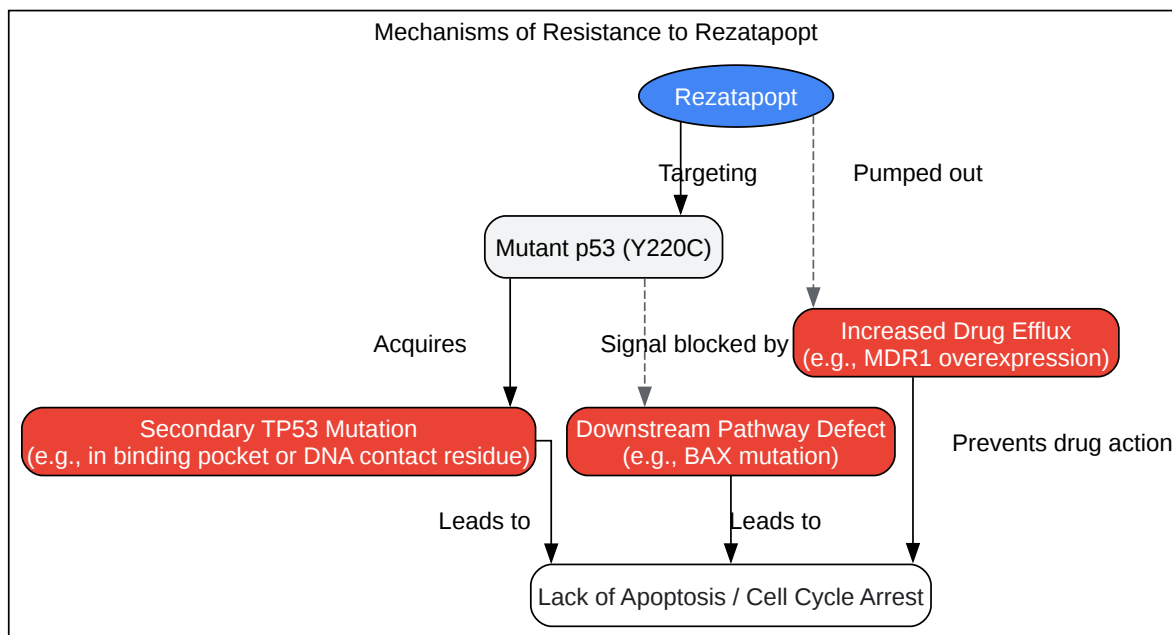 Mechanisms of Resistance to Rezatapopt
Rezatapopt
Targeting
Pumped out
Mutant p53 (Y220C)
Acquires
Signal blocked by
Increased Drug Efflux
(e.g., MDR1 overexpression)
Secondary TP53 Mutation
(e.g., in binding pocket or DNA contact residue)
Downstream Pathway Defect
(e.g., BAX mutation)
Prevents drug action
Leads to
Leads to
Lack of Apoptosis / Cell Cycle Arrest